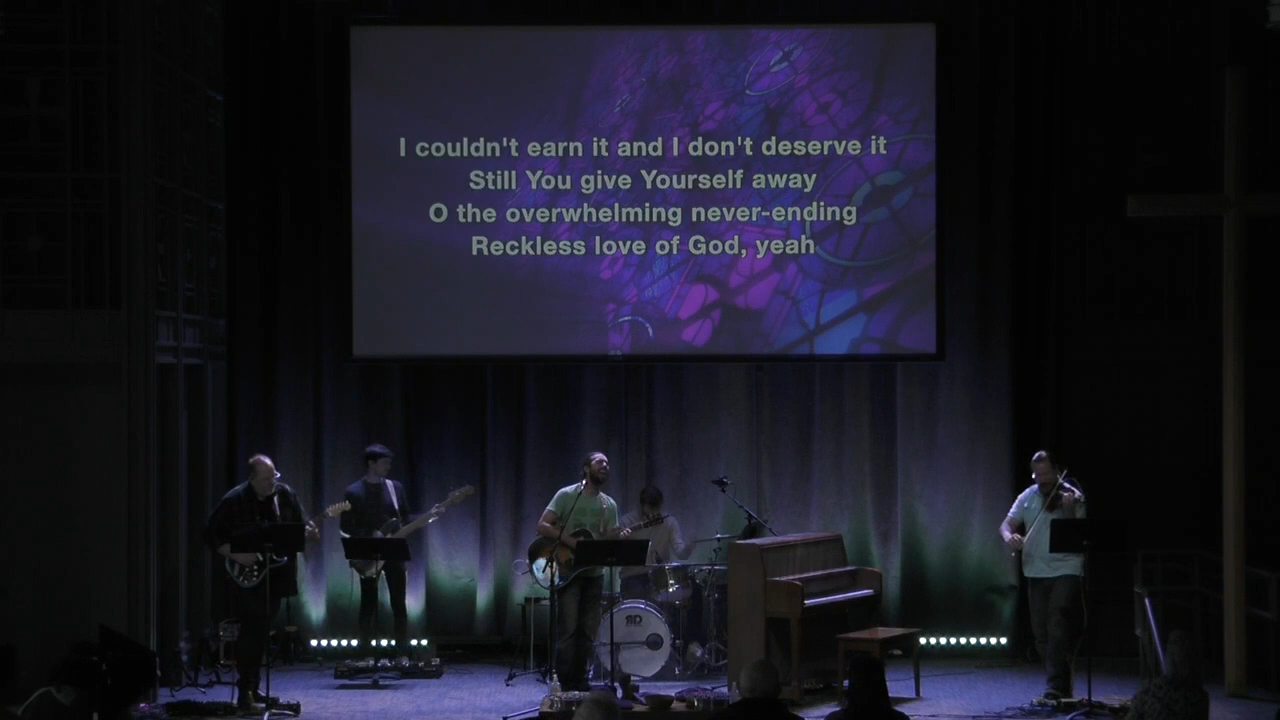 I couldn't earn it and I don't deserve it
Still You give Yourself away
O the overwhelming never-ending
Reckless love of God, yeah